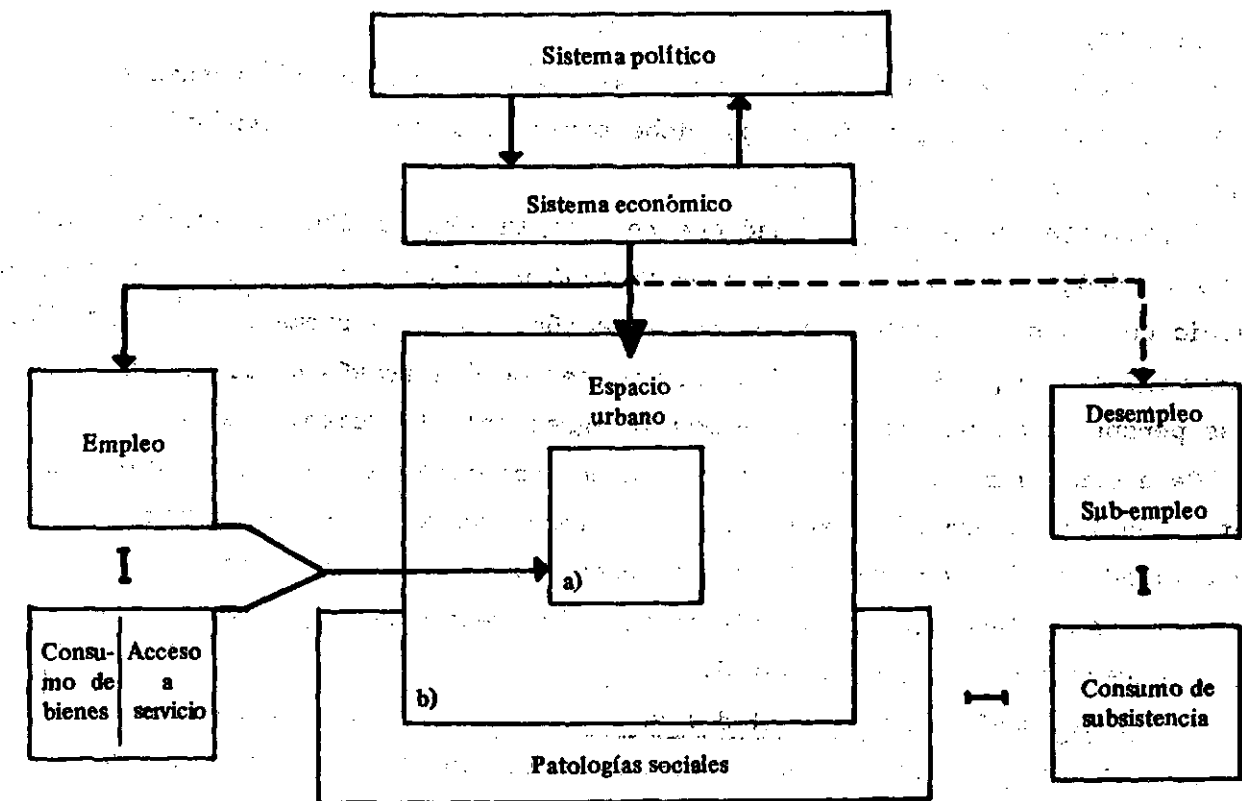 Sistema político
Sistema económico
Espacio
urbano
Empleo
Desempleo
Sub-empleo
I
I
a)
Consu-
mo de
bienes
Acceso
a
servicio
b)
I
Consumo de
subsistencia
Patologías sociales